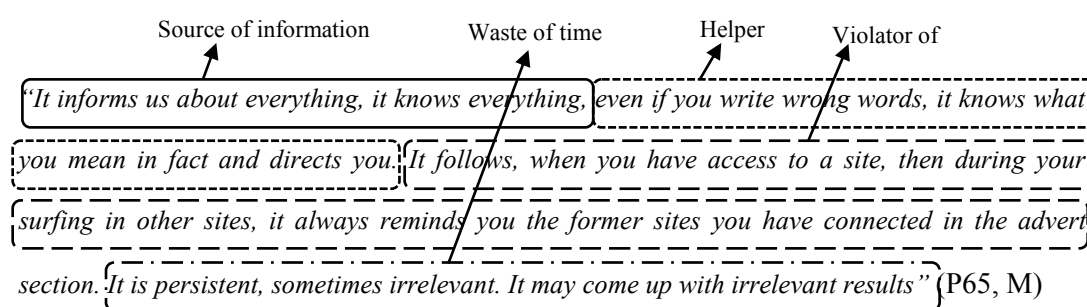 Source of information Waste of time Helper Violator of
“It informs us about everything, it knows everything, even if you write wrong words, it knows what
you mean in fact and directs you. It follows, when you have access to a site, then during your
surfing in other sites, it always reminds you the former sites you have connected in the advert
section. It is persistent, sometimes irrelevant. It may come up with irrelevant results” (P65, M)